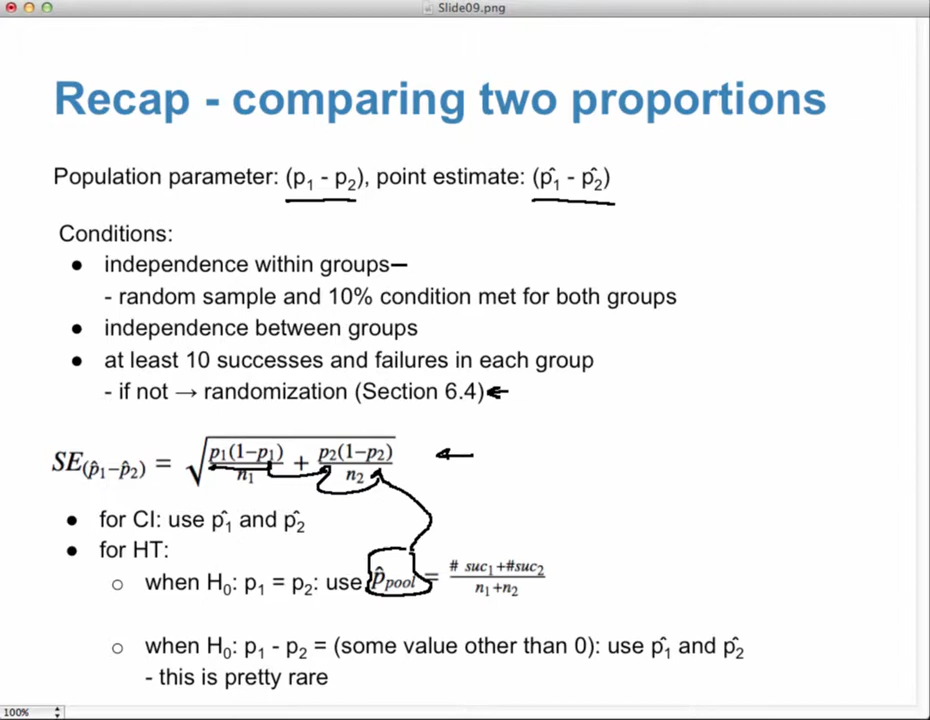 Slide09.png
Recap - comparing two proportions
Population parameter: (p₁ - p₂), point estimate: (p̂₁ - p̂₂)
Conditions:
● independence within groups
- random sample and 10% condition met for both groups
● independence between groups
● at least 10 successes and failures in each group
- if not → randomization (Section 6.4)
SE(p̂₁−p̂₂) = √(p₁(1−p₁)/n₁ + p₂(1−p₂)/n₂)
● for CI: use p̂₁ and p̂₂
● for HT:
○ when H₀: p₁ = p₂: use p̂pool = (# suc₁+#suc₂)/(n₁+n₂)
○ when H₀: p₁ - p₂ = (some value other than 0): use p̂₁ and p̂₂
- this is pretty rare
100%